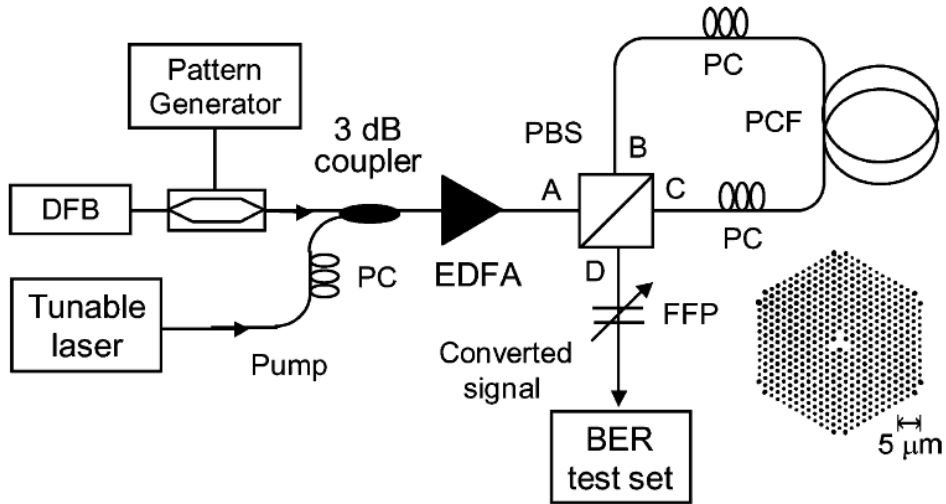 Pattern
Generator
3 dB
coupler
DFB
PC
EDFA
Tunable
laser
Pump
PBS
A
B
C
D
PC
PCF
PC
FFP
Converted
signal
BER
test set
5 µm